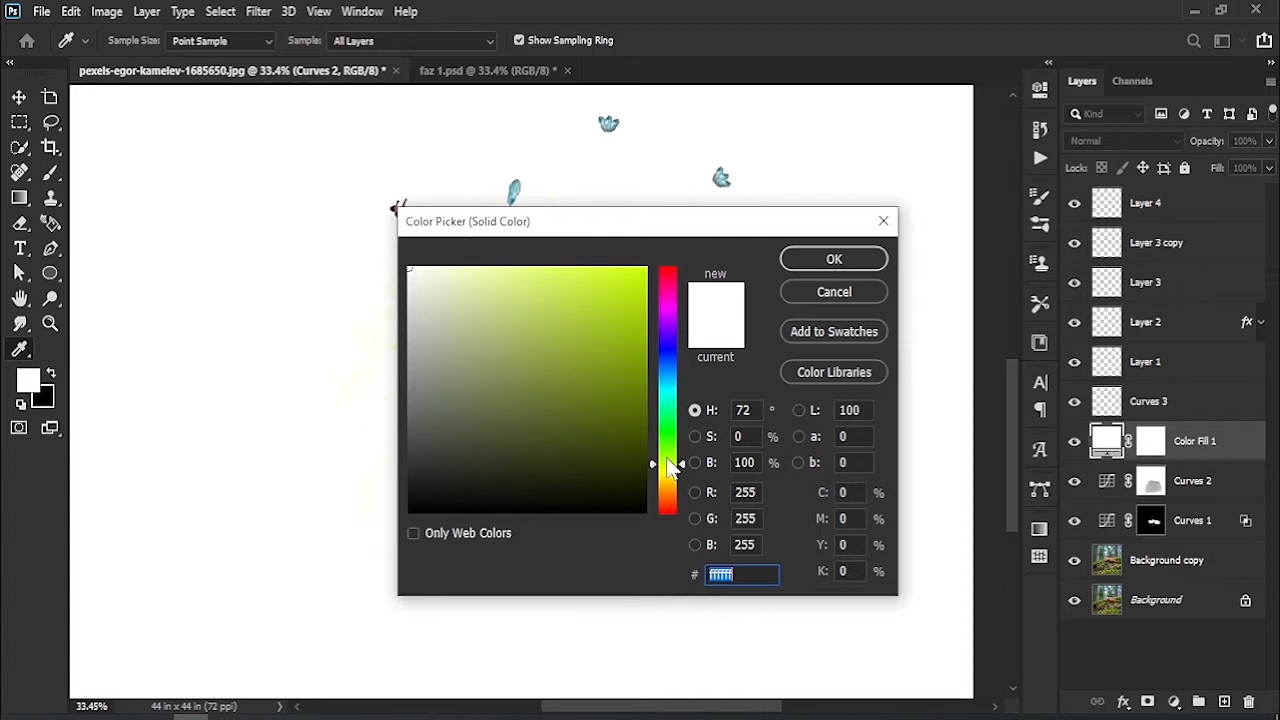 Ps File Edit Image Layer Type Select Filter 3D View Window Help
Sample Size: Point Sample Sample: All Layers Show Sampling Ring
pexels-egor-kamelev-1685650.jpg @ 33.4% (Curves 2, RGB/8) * × faz 1.psd @ 33.4% (RGB/8) * ×
Color Picker (Solid Color)
new
current
OK
Cancel
Add to Swatches
Color Libraries
H: 72 ° L: 100
S: 0 % a: 0
B: 100 % b: 0
R: 255 C: 0 %
G: 255 M: 0 %
B: 255 Y: 0 %
# ffffff K: 0 %
Only Web Colors
Layers Channels
Kind
Normal Opacity: 100%
Lock: Fill: 100%
Layer 4
Layer 3 copy
Layer 3
Layer 2 fx
Layer 1
Curves 3
Color Fill 1
Curves 2
Curves 1
Background copy
Background
33.45% 44 in x 44 in (72 ppi)